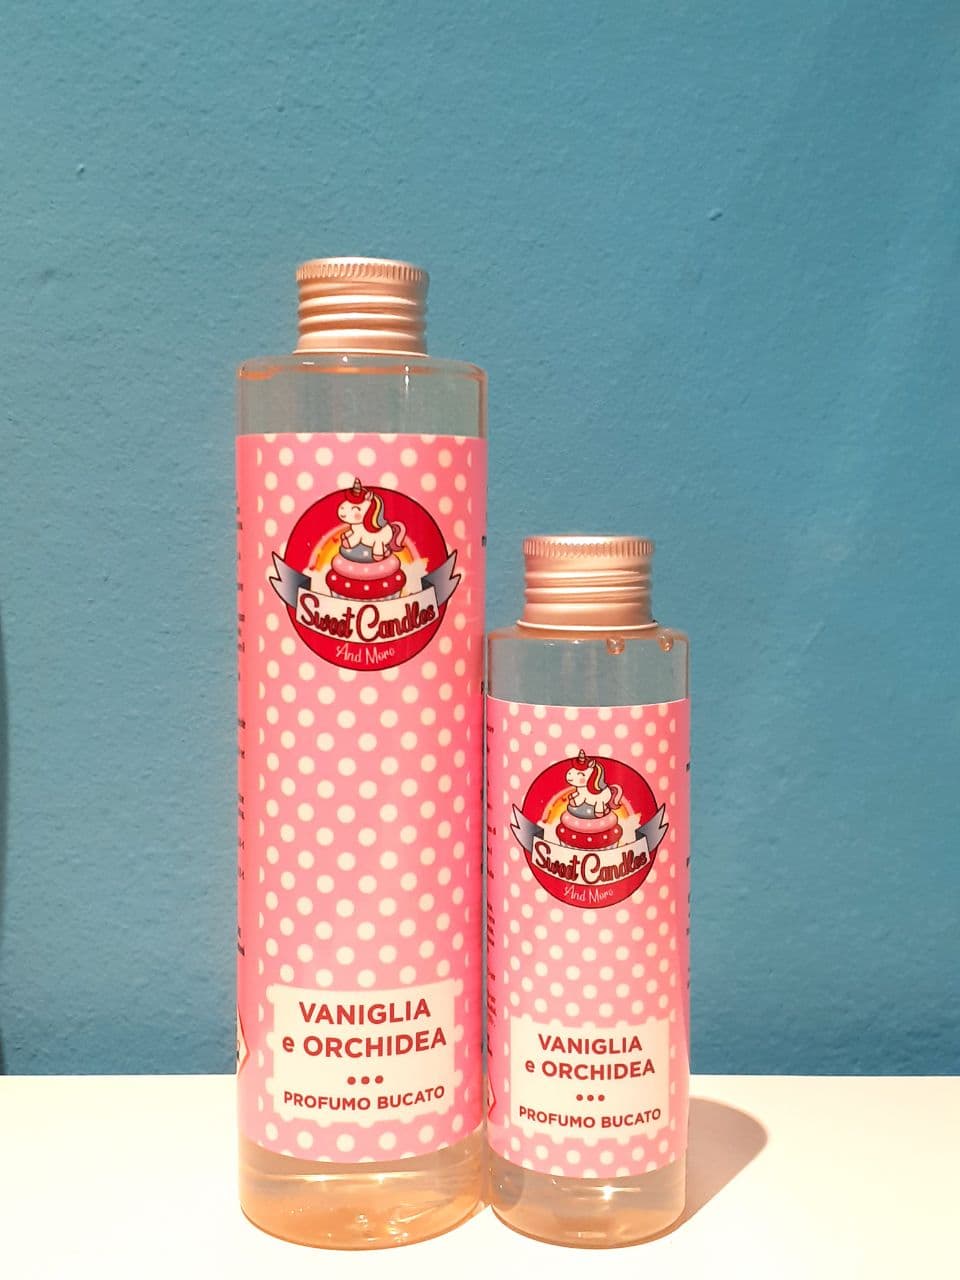 Sweet Candles
And More
VANIGLIA
e ORCHIDEA
PROFUMO BUCATO
Sweet Candles
And More
VANIGLIA
e ORCHIDEA
PROFUMO BUCATO